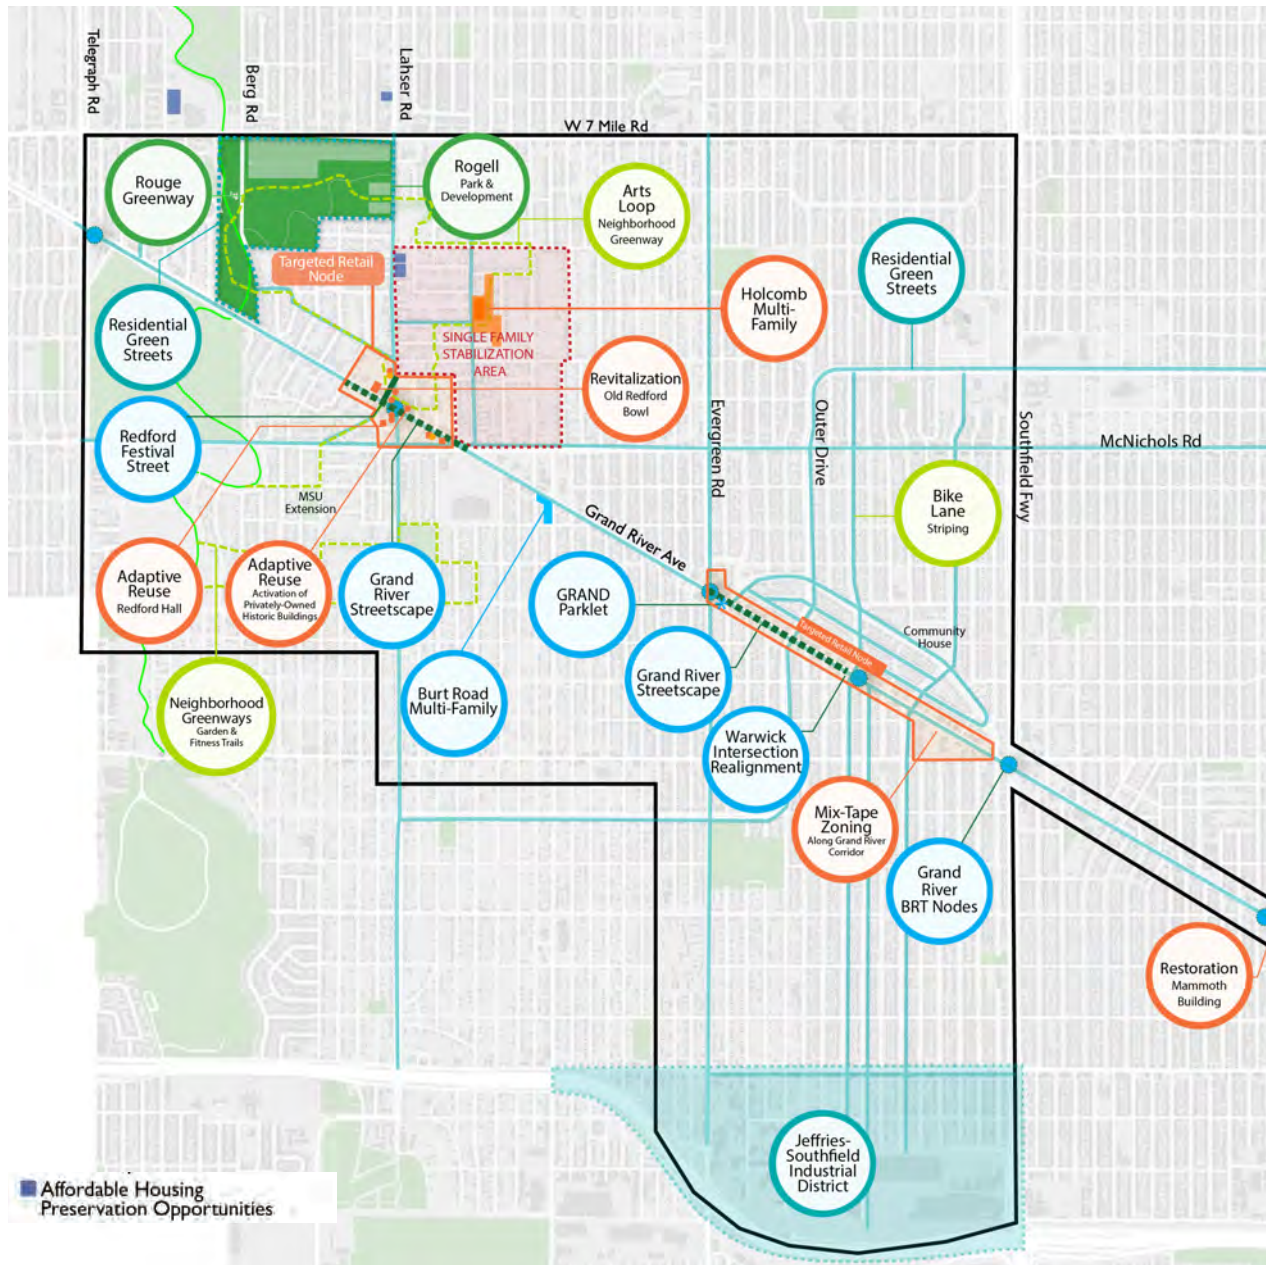 Telegraph Rd
Berg Rd
Lahser Rd
W 7 Mile Rd
Rouge
Greenway
Rogell
Park &
Development
Arts
Loop
Neighborhood
Greenway
Residential
Green
Streets
Targeted Retail
Node
Holcomb
Multi-
Family
Residential
Green
Streets
SINGLE FAMILY
STABILIZATION
AREA
Revitalization
Old Redford
Bowl
Redford
Festival
Street
Evergreen Rd
Outer Drive
Southfield Fwy
McNichols Rd
MSU
Extension
Bike
Lane
Striping
Grand River Ave
Adaptive
Reuse
Redford Hall
Adaptive
Reuse
Activation of
Privately-Owned
Historic Buildings
Grand
River
Streetscape
GRAND
Parklet
Community
House
Targeted Retail Node
Grand River
Streetscape
Neighborhood
Greenways
Garden &
Fitness Trails
Burt Road
Multi-Family
Warwick
Intersection
Realignment
Mix-Tape
Zoning
Along Grand River
Corridor
Grand
River
BRT Nodes
Restoration
Mammoth
Building
Jeffries-
Southfield
Industrial
District
Affordable Housing
Preservation Opportunities